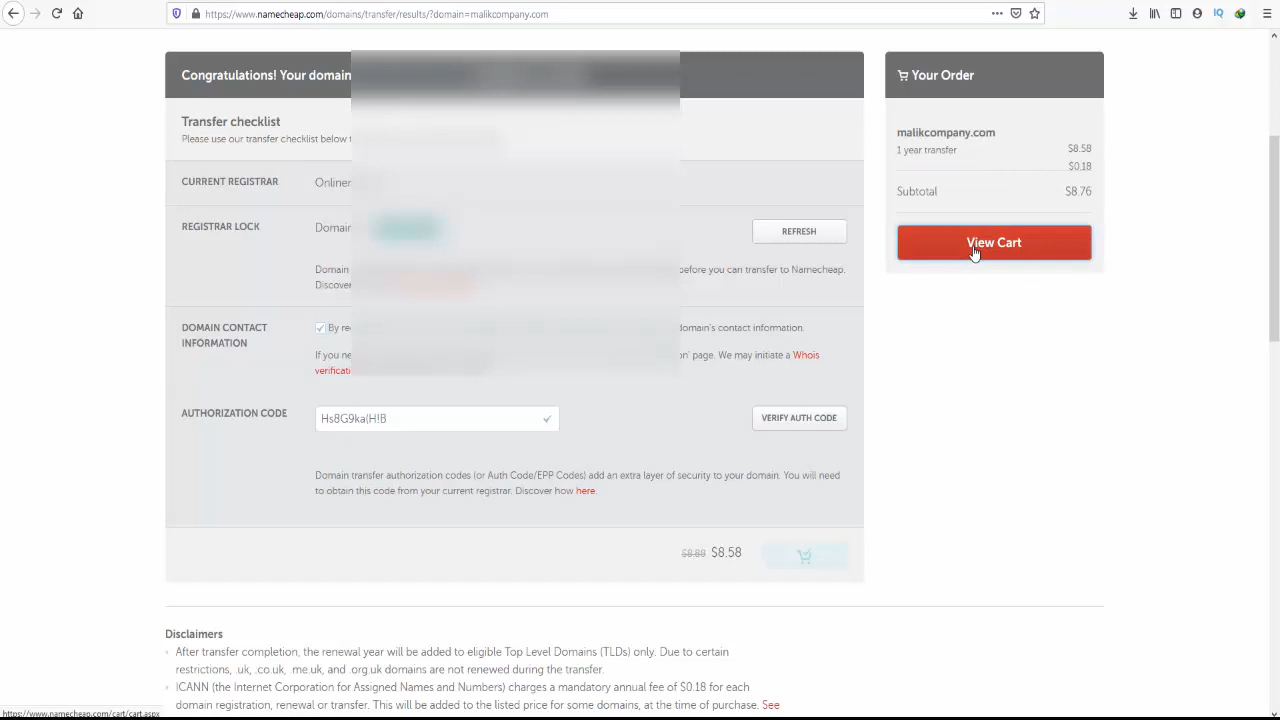 https://www.namecheap.com/domains/transfer/results/?domain=malikcompany.com
Congratulations! Your domain
Transfer checklist
Please use our transfer checklist below
CURRENT REGISTRAR
REGISTRAR LOCK
Domain
REFRESH
Domain before you can transfer to Namecheap.
Discover
DOMAIN CONTACT
INFORMATION
By domain's contact information.
If you page. We may initiate a Whois
AUTHORIZATION CODE
Hs8G9ka(H!B
VERIFY AUTH CODE
Domain transfer authorization codes (or Auth Code/EPP Codes) add an extra layer of security to your domain. You will need
to obtain this code from your current registrar. Discover how here.
$8.88 $8.58
Your Order
malikcompany.com
1 year transfer $8.58
$0.18
Subtotal $8.76
View Cart
Disclaimers
After transfer completion, the renewal year will be added to eligible Top Level Domains (TLDs) only. Due to certain
restrictions, .uk, .co.uk, .me.uk, and .org.uk domains are not renewed during the transfer.
ICANN (the Internet Corporation for Assigned Names and Numbers) charges a mandatory annual fee of $0.18 for each
domain registration, renewal or transfer. This will be added to the listed price for some domains, at the time of purchase. See
https://www.namecheap.com/cart/cart.aspx